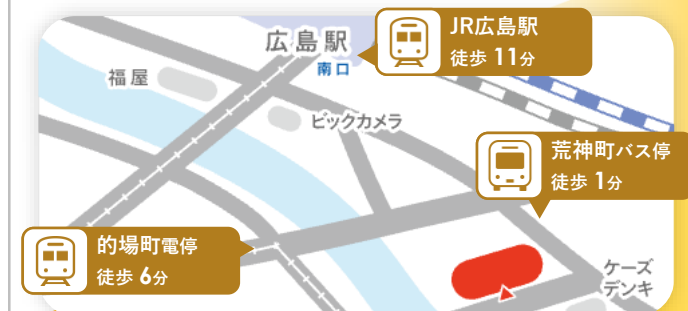 JR広島駅
徒歩 11分
広島駅
南口
福屋
ビックカメラ
荒神町バス停
徒歩 1分
的場町電停
徒歩 6分
ケーズ
デンキ